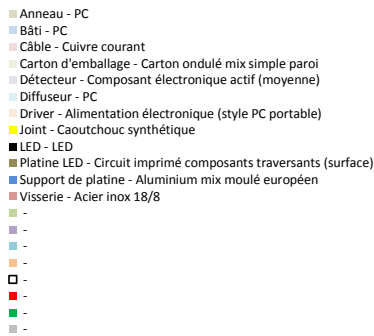 Anneau - PC
Bâti - PC
Câble - Cuivre courant
Carton d'emballage - Carton ondulé mix simple paroi
Détecteur - Composant électronique actif (moyenne)
Diffuseur - PC
Driver - Alimentation électronique (style PC portable)
Joint - Caoutchouc synthétique
LED - LED
Platine LED - Circuit imprimé composants traversants (surface)
Support de platine - Aluminium mix moulé européen
Visserie - Acier inox 18/8
-
-
-
-
-
-
-
-